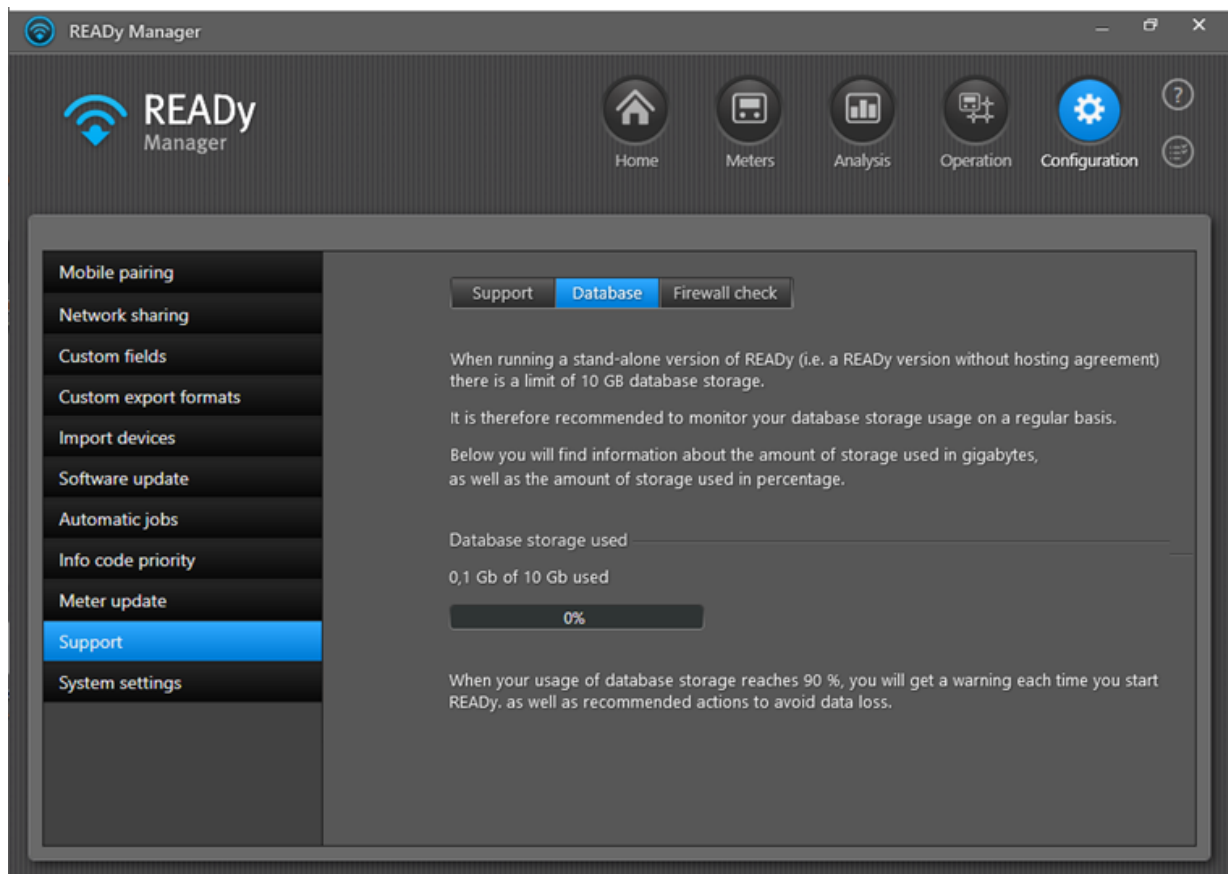 READy Manager
READy
Manager
Home
Meters
Analysis
Operation
Configuration
?
Mobile pairing
Network sharing
Custom fields
Custom export formats
Import devices
Software update
Automatic jobs
Info code priority
Meter update
Support
System settings
Support
Database
Firewall check
When running a stand-alone version of READy (i.e. a READy version without hosting agreement)
there is a limit of 10 GB database storage.
It is therefore recommended to monitor your database storage usage on a regular basis.
Below you will find information about the amount of storage used in gigabytes,
as well as the amount of storage used in percentage.
Database storage used
0,1 Gb of 10 Gb used
0%
When your usage of database storage reaches 90 %, you will get a warning each time you start
READy. as well as recommended actions to avoid data loss.